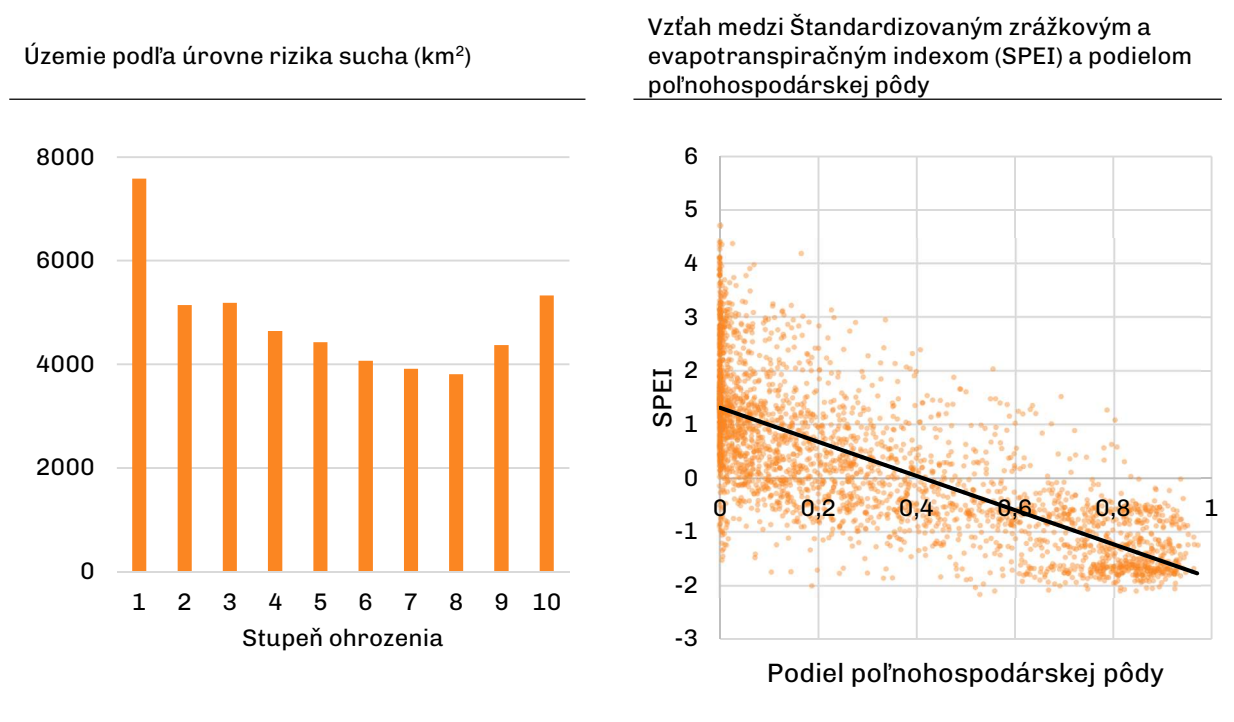 Územie podľa úrovne rizika sucha (km²)
8000
6000
4000
2000
0
1 2 3 4 5 6 7 8 9 10
Stupeň ohrozenia
Vzťah medzi Štandardizovaným zrážkovým a
evapotranspiračným indexom (SPEI) a podielom
poľnohospodárskej pôdy
SPEI
6
5
4
3
2
1
0
-1
-2
-3
0 0,2 0,4 0,6 0,8 1
Podiel poľnohospodárskej pôdy